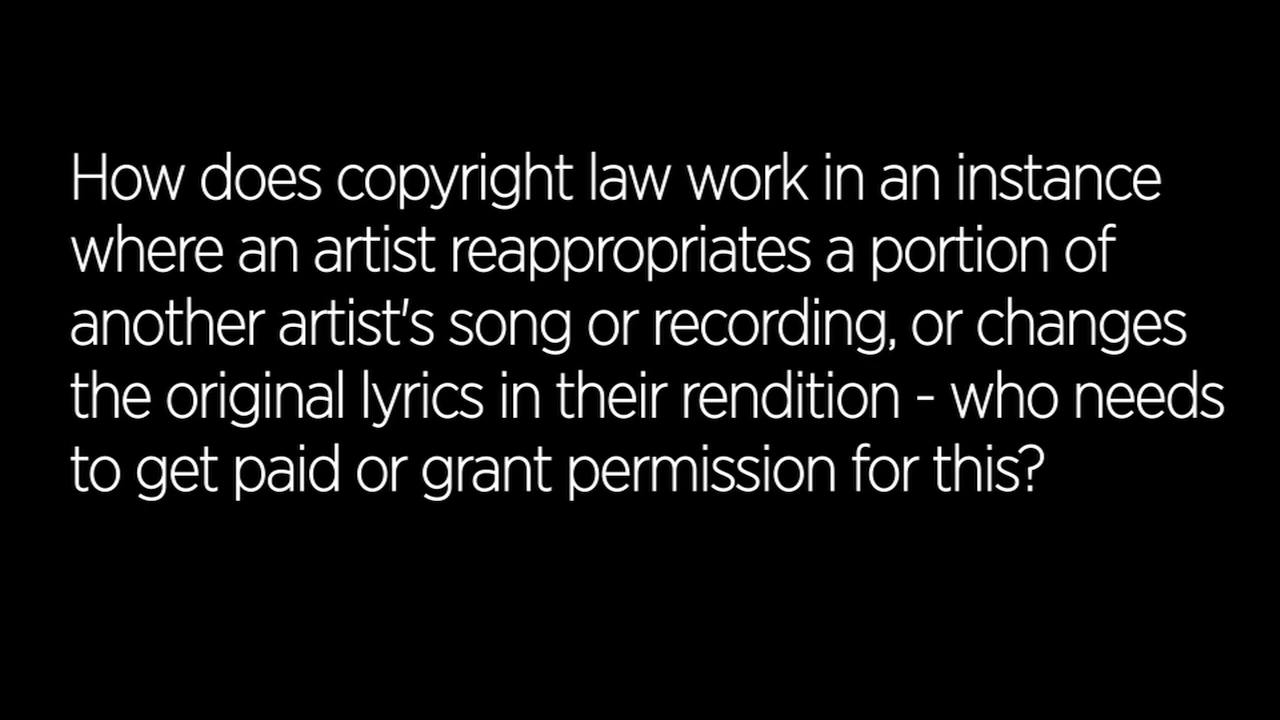 How does copyright law work in an instance
where an artist reappropriates a portion of
another artist's song or recording, or changes
the original lyrics in their rendition - who needs
to get paid or grant permission for this?